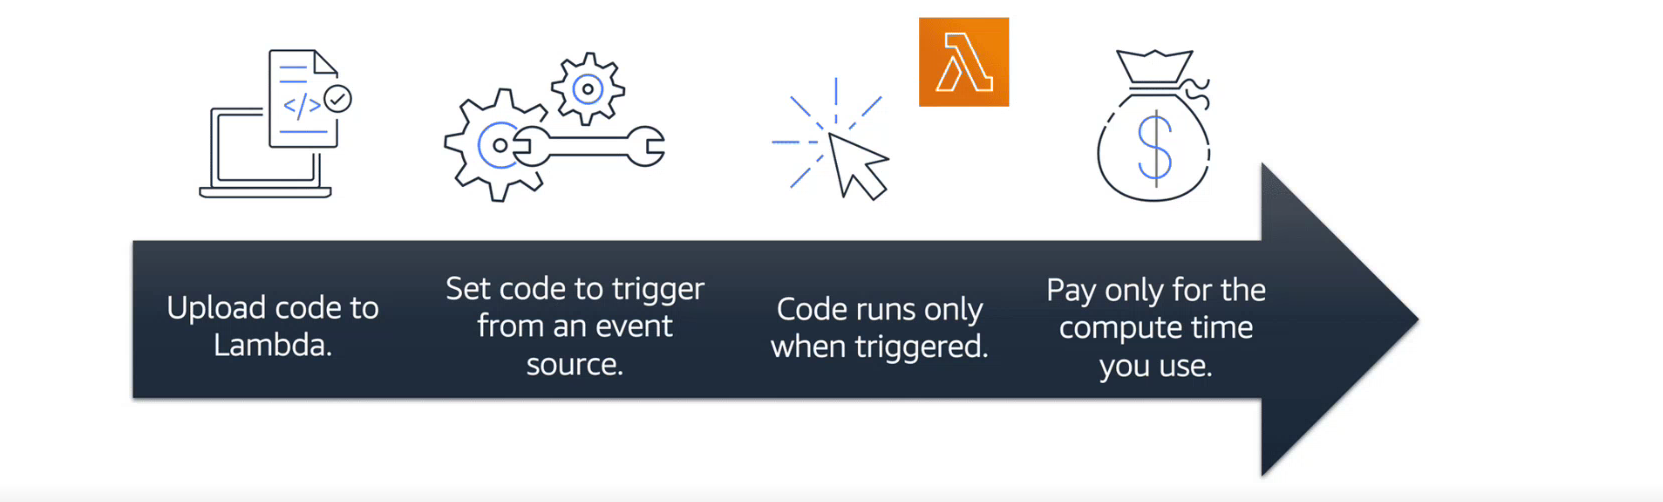 </>
$
Upload code to
Lambda.
Set code to trigger
from an event
source.
Code runs only
when triggered.
Pay only for the
compute time
you use.